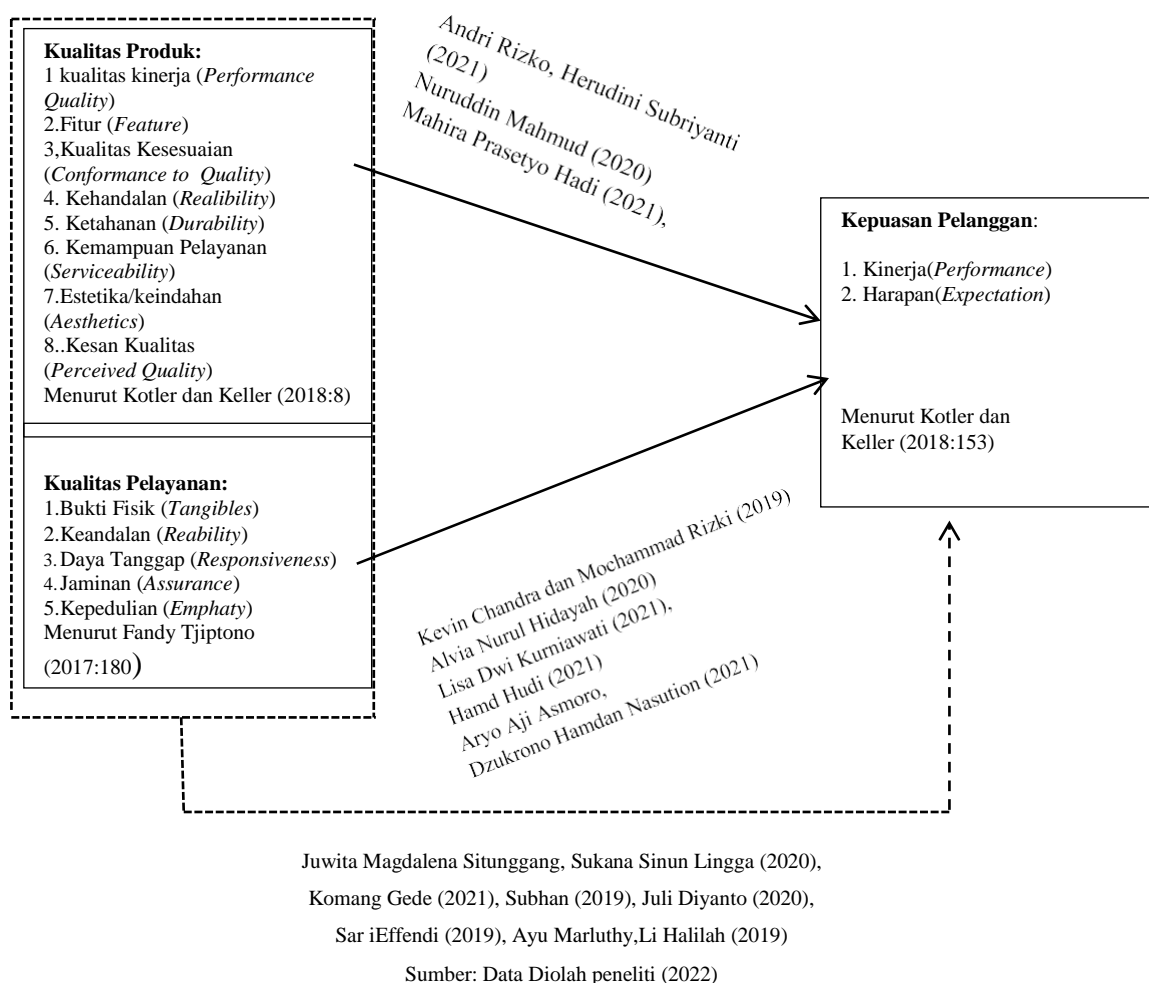 Kualitas Produk:
1 kualitas kinerja (Performance
Quality)
2.Fitur (Feature)
3,Kualitas Kesesuaian
(Conformance to Quality)
4. Kehandalan (Realibility)
5. Ketahanan (Durability)
6. Kemampuan Pelayanan
(Serviceability)
7.Estetika/keindahan
(Aesthetics)
8..Kesan Kualitas
(Perceived Quality)
Menurut Kotler dan Keller (2018:8)
Kualitas Pelayanan:
1.Bukti Fisik (Tangibles)
2.Keandalan (Reability)
3.Daya Tanggap (Responsiveness)
4.Jaminan (Assurance)
5.Kepedulian (Emphaty)
Menurut Fandy Tjiptono
(2017:180)
Andri Rizko, Herudini Subriyanti
(2021)
Nuruddin Mahmud (2020)
Mahira Prasetyo Hadi (2021),
Kepuasan Pelanggan:
1. Kinerja(Performance)
2. Harapan(Expectation)
Menurut Kotler dan
Keller (2018:153)
Kevin Chandra dan Mochammad Rizki (2019)
Alvia Nurul Hidayah (2020)
Lisa Dwi Kurniawati (2021),
Hamd Hudi (2021)
Aryo Aji Asmoro,
Dzukrono Hamdan Nasution (2021)
Juwita Magdalena Situnggang, Sukana Sinun Lingga (2020),
Komang Gede (2021), Subhan (2019), Juli Diyanto (2020),
Sar iEffendi (2019), Ayu Marluthy,Li Halilah (2019)
Sumber: Data Diolah peneliti (2022)